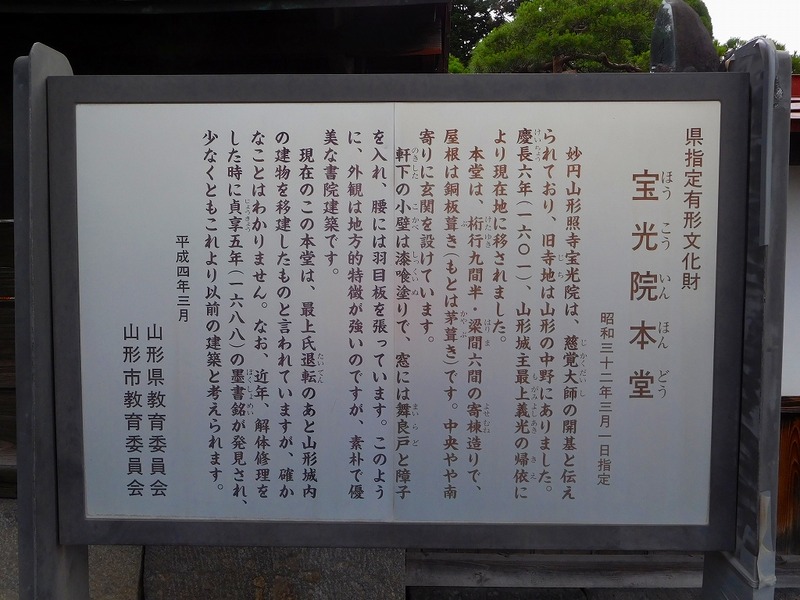 県指定有形文化財
宝光院本堂
ほうこういんほんどう
昭和三十二年三月一日指定
妙円山形照寺宝光院は、慈覚大師の開基と伝え
られており、旧寺地は山形の中野にありました。
慶長六年(一六〇一)、山形城主最上義光の帰依に
より現在地に移されました。
本堂は、桁行九間半 梁間六間の寄棟造りで、
屋根は銅板葺き(もとは茅葺き)です。中央やや南
寄りに玄関を設けています。
軒下の小壁は漆喰塗りで、窓には舞良戸と障子
を入れ、腰には羽目板を張っています。このよう
に、外観は地方的特徴が強いのですが、素朴で優
美な書院建築です。
現在のこの本堂は、最上氏退転のあと山形城内
の建物を移建したものと言われていますが、確か
なことはわかりません。なお、近年、解体修理を
した時に貞享五年(一六八八)の墨書銘が発見され、
少なくともこれより以前の建築と考えられます。
平成四年三月
山形県教育委員会
山形市教育委員会